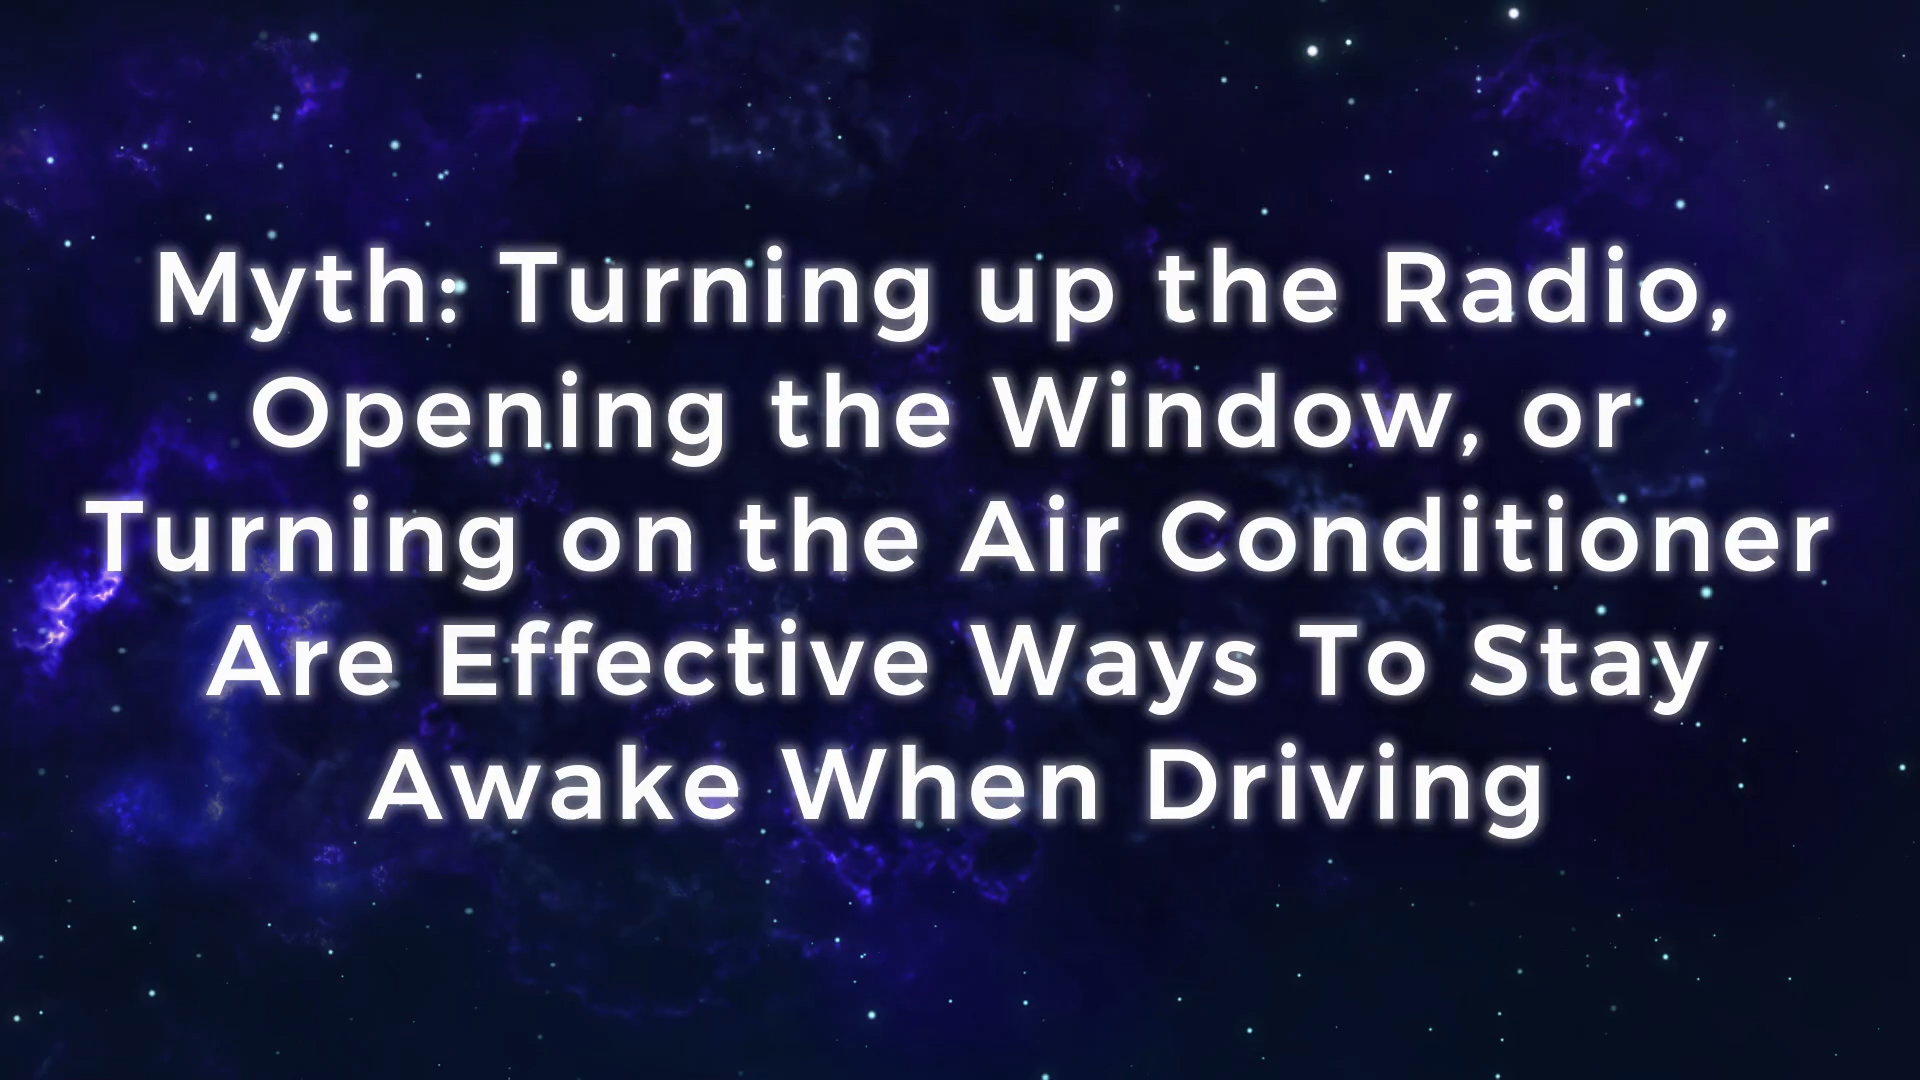 Myth: Turning up the Radio,
Opening the Window, or
Turning on the Air Conditioner
Are Effective Ways To Stay
Awake When Driving